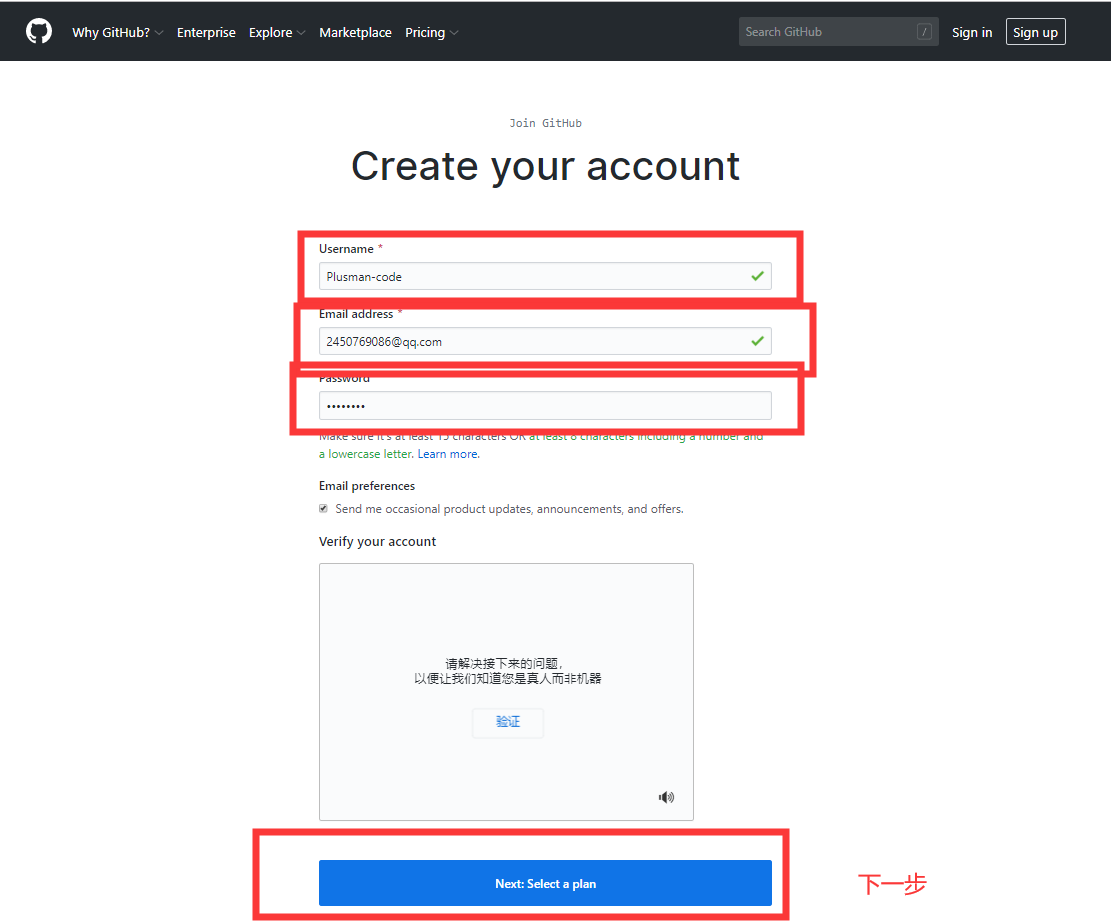 Why GitHub? Enterprise Explore Marketplace Pricing Search GitHub / Sign in Sign up
Join GitHub
Create your account
Username *
Plusman-code
Email address *
2450769086@qq.com
Password
••••••••
Make sure it's at least 15 characters OR at least 8 characters including a number and
a lowercase letter. Learn more.
Email preferences
Send me occasional product updates, announcements, and offers.
Verify your account
请解决接下来的问题，
以便让我们知道您是真人而非机器
验证
Next: Select a plan
下一步